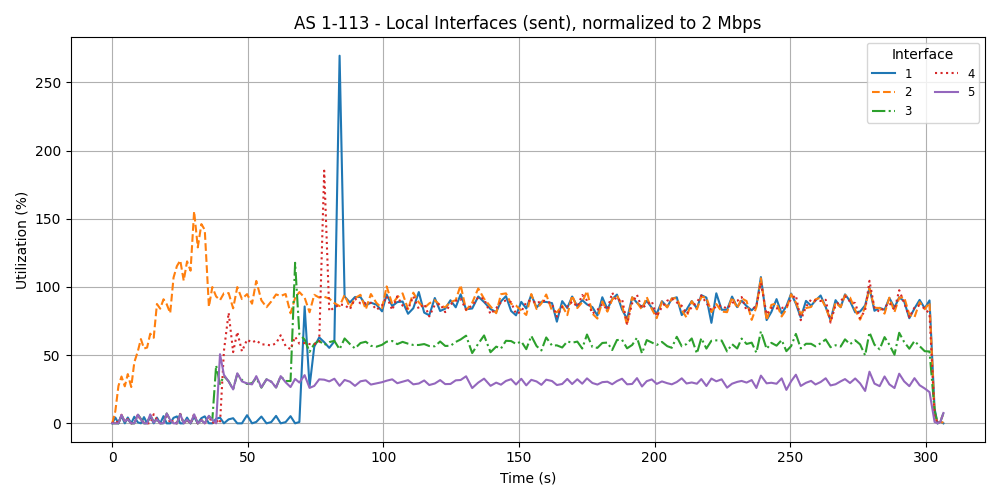 AS 1-113 - Local Interfaces (sent), normalized to 2 Mbps
Interface
1 4
2 5
3
250
200
150
100
50
0
Utilization (%)
0 50 100 150 200 250 300
Time (s)